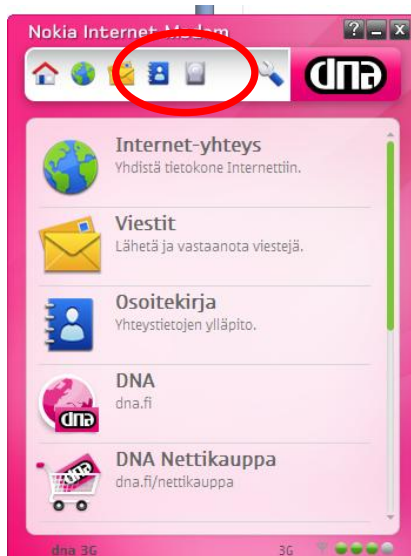 Nokia Internet Modem
dna
Internet-yhteys
Yhdistä tietokone Internettiin.
Viestit
Lähetä ja vastaanota viestejä.
Osoitekirja
Yhteystietojen ylläpito.
DNA
dna.fi
dna
DNA Nettikauppa
dna.fi/nettikauppa
dna 3G
3G